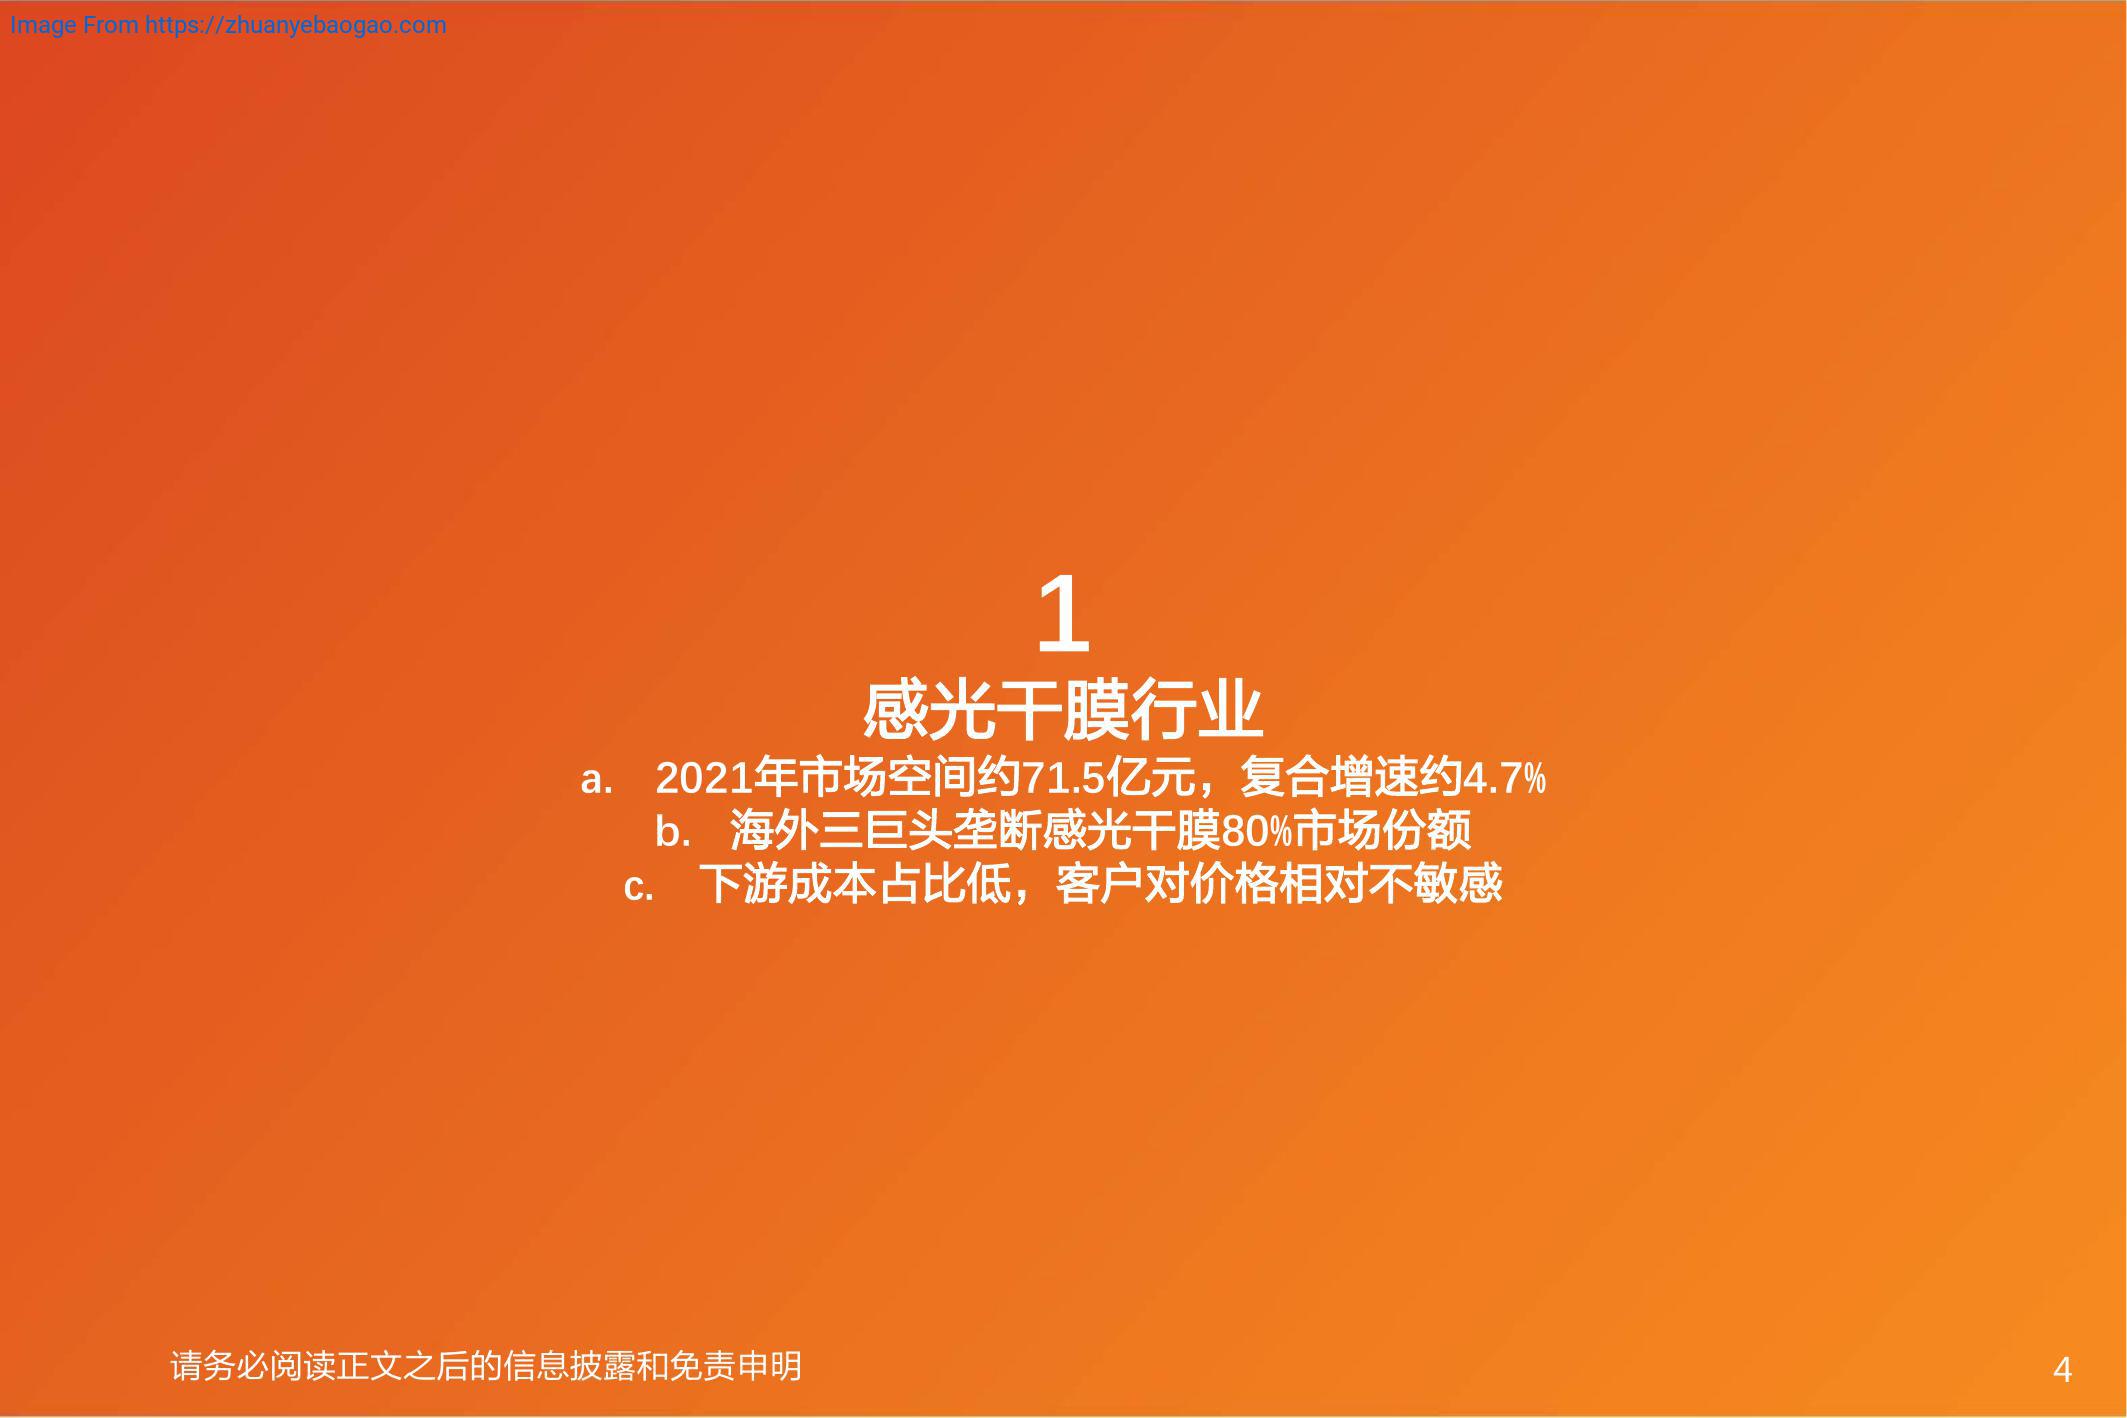 Image From https://zhuanyebaogao.com
1
感光干膜行业
a. 2021年市场空间约71.5亿元，复合增速约4.7%
b. 海外三巨头垄断感光干膜80%市场份额
c. 下游成本占比低，客户对价格相对不敏感
请务必阅读正文之后的信息披露和免责申明
4